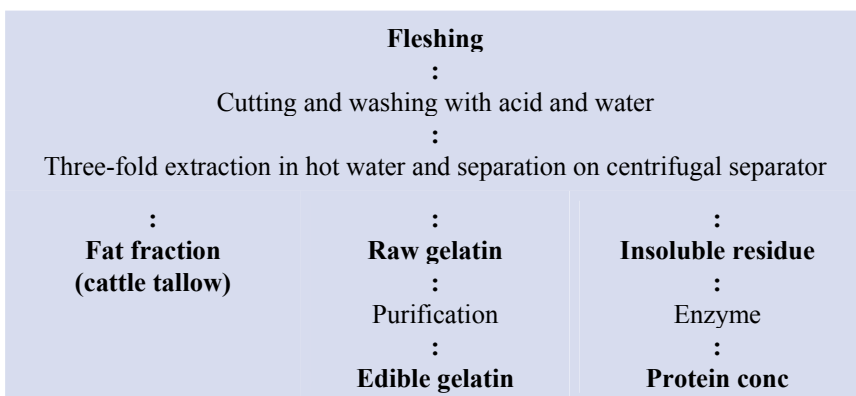 Fleshing
:
Cutting and washing with acid and water
:
Three-fold extraction in hot water and separation on centrifugal separator
:
Fat fraction
(cattle tallow)
:
Raw gelatin
:
Purification
:
Edible gelatin
:
Insoluble residue
:
Enzyme
:
Protein conc